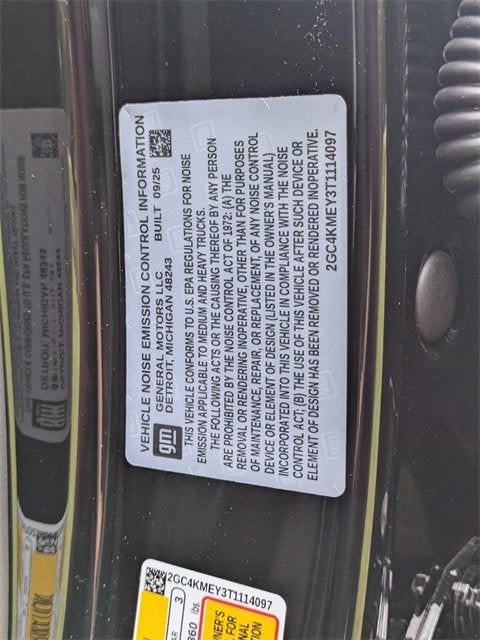 VEHICLE NOISE EMISSION CONTROL INFORMATION
gm
GENERAL MOTORS LLC BUILT 09/25
DETROIT, MICHIGAN 48243
THIS VEHICLE CONFORMS TO U.S. EPA REGULATIONS FOR NOISE
EMISSION APPLICABLE TO MEDIUM AND HEAVY TRUCKS.
THE FOLLOWING ACTS OR THE CAUSING THEREOF BY ANY PERSON
ARE PROHIBITED BY THE NOISE CONTROL ACT OF 1972: (A) THE
REMOVAL OR RENDERING INOPERATIVE, OTHER THAN FOR PURPOSES
OF MAINTENANCE, REPAIR, OR REPLACEMENT, OF ANY NOISE CONTROL
DEVICE OR ELEMENT OF DESIGN (LISTED IN THE OWNER'S MANUAL)
INCORPORATED INTO THIS VEHICLE IN COMPLIANCE WITH THE NOISE
CONTROL ACT; (B) THE USE OF THIS VEHICLE AFTER SUCH DEVICE OR
ELEMENT OF DESIGN HAS BEEN REMOVED OR RENDERED INOPERATIVE.
2GC4KMEY3T1114097
2GC4KMEY3T1114097
AR 3
860 lbs.